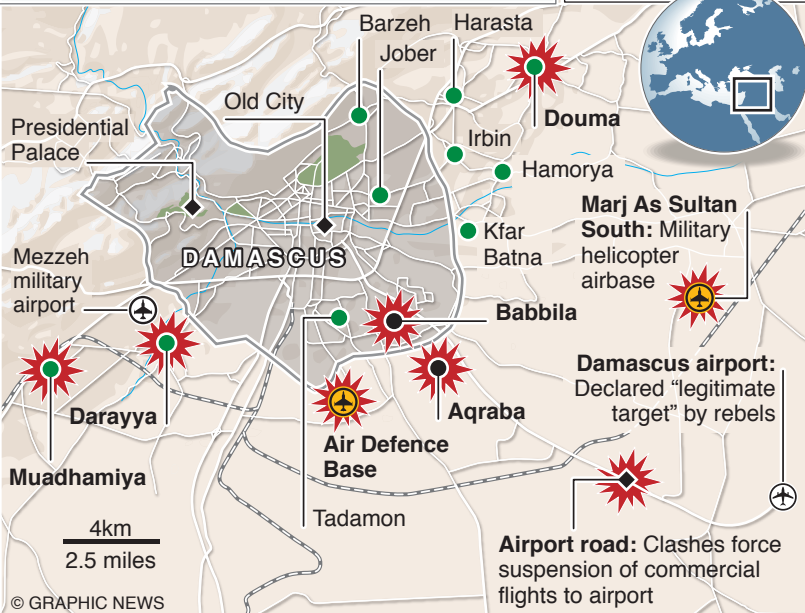 Barzeh
Harasta
Jober
Old City
Douma
Presidential
Palace
Irbin
Hamorya
Marj As Sultan
South: Military
helicopter
airbase
Kfar
Batna
DAMASCUS
Mezzeh
military
airport
Babbila
Damascus airport:
Declared “legitimate
target” by rebels
Darayya
Aqraba
Air Defence
Base
Muadhamiya
Tadamon
4km
2.5 miles
Airport road: Clashes force
suspension of commercial
flights to airport
© GRAPHIC NEWS